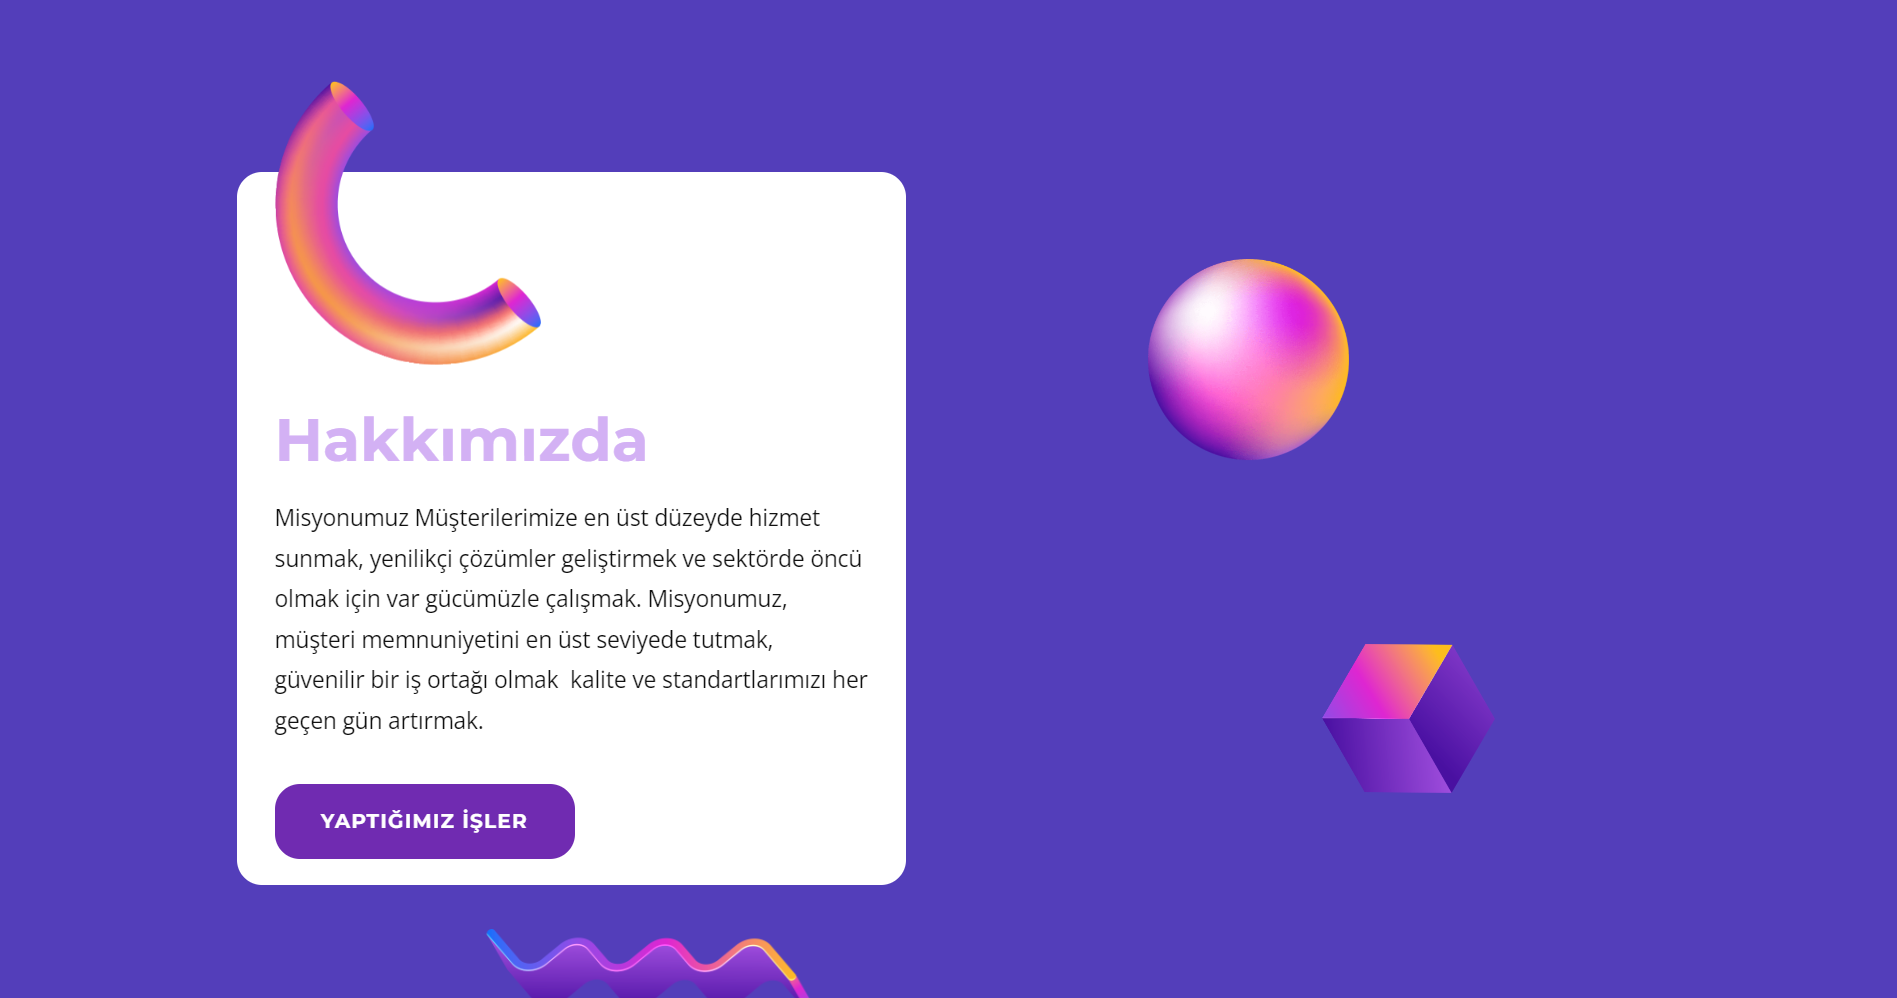 Hakkımızda
Misyonumuz Müşterilerimize en üst düzeyde hizmet
sunmak, yenilikçi çözümler geliştirmek ve sektörde öncü
olmak için var gücümüzle çalışmak. Misyonumuz,
müşteri memnuniyetini en üst seviyede tutmak,
güvenilir bir iş ortağı olmak  kalite ve standartlarımızı her
geçen gün artırmak.
YAPTIĞIMIZ İŞLER